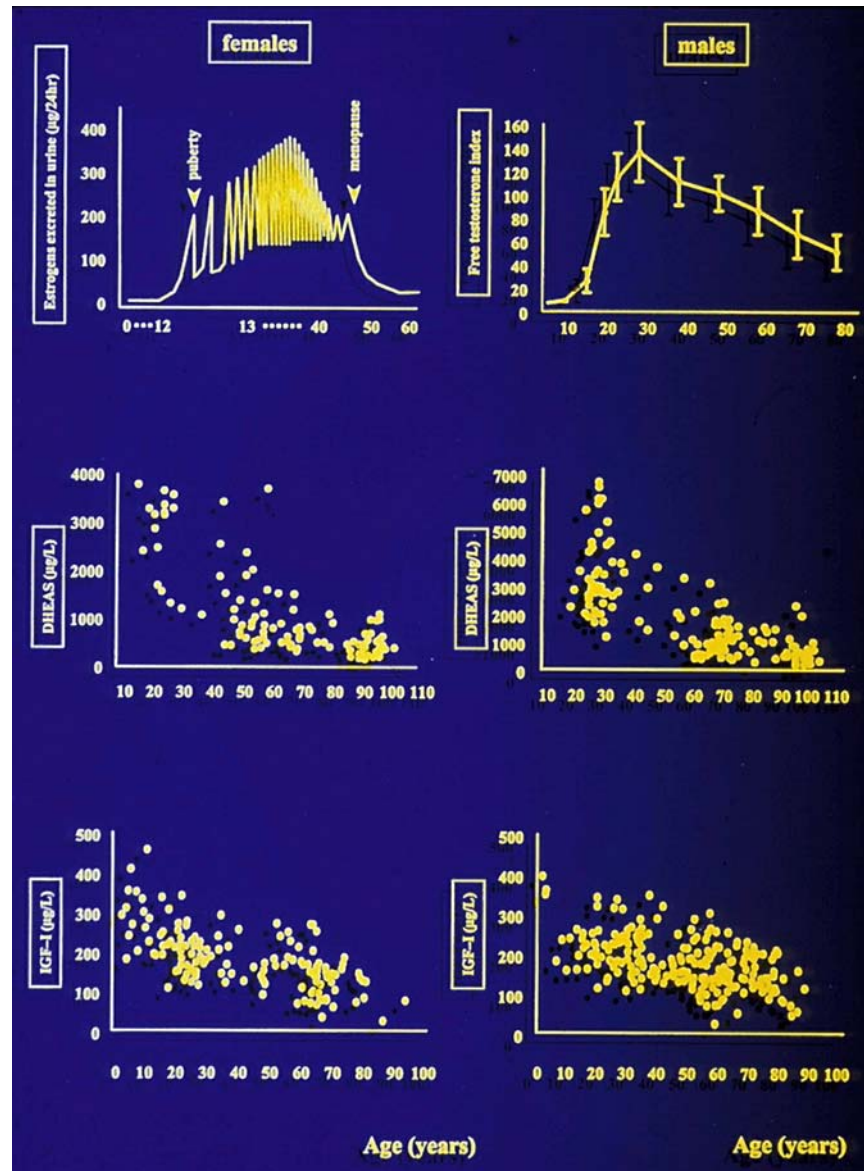 females
males
Estrogens excreted in urine (µg/24hr)
400
300
200
100
0
puberty
menopause
0 •••• 12 13 ••••••• 40 50 60
Free testosterone index
160
140
120
100
80
60
40
20
0
10 20 30 40 50 60 70 80
DHEAS (µg/L)
4000
3000
2000
1000
0
10 20 30 40 50 60 70 80 90 100 110
DHEAS (µg/L)
7000
6000
5000
4000
3000
2000
1000
0
10 20 30 40 50 60 70 80 90 100 110
IGF-I (µg/L)
500
400
300
200
100
0
0 10 20 30 40 50 60 70 80 90 100
IGF-I (µg/L)
500
400
300
200
100
0
0 10 20 30 40 50 60 70 80 90 100
Age (years)
Age (years)